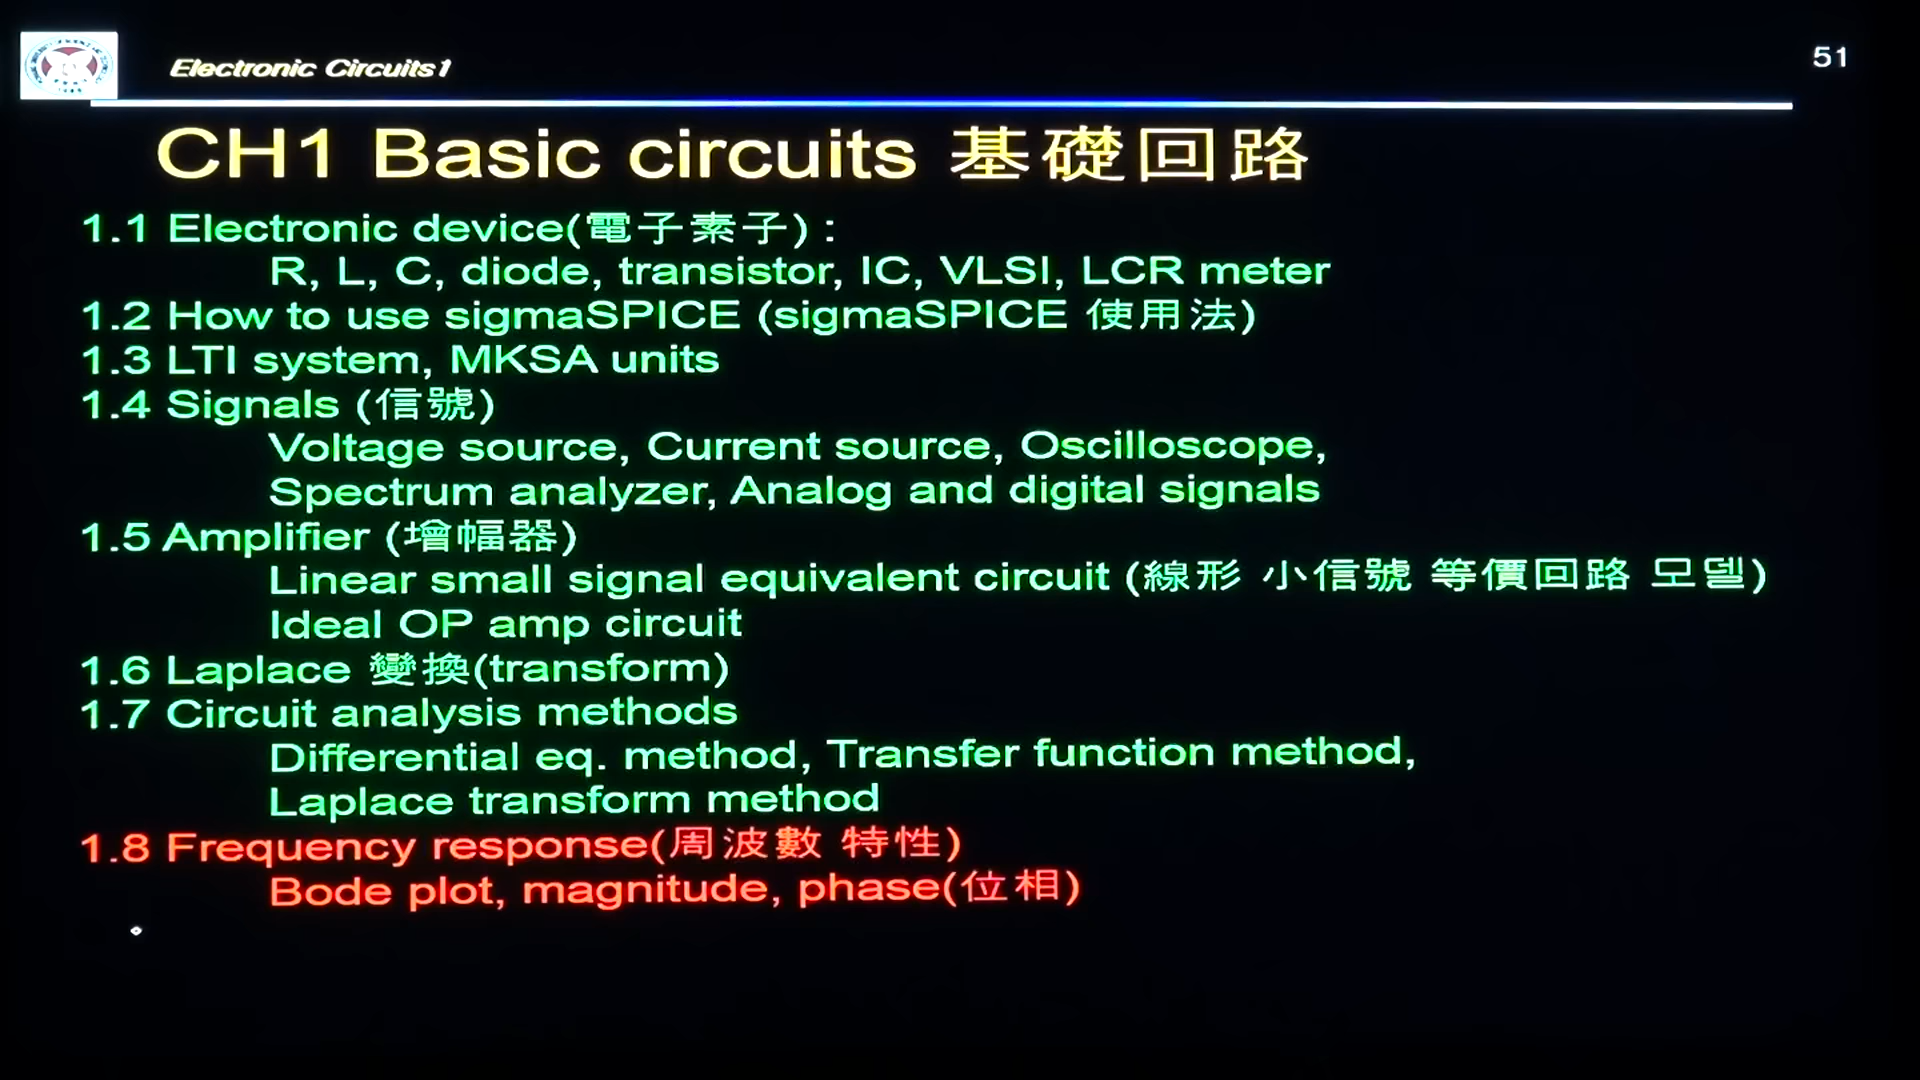 Electronic Circuits1
51
CH1 Basic circuits 基礎回路
1.1 Electronic device(電子素子) :
R, L, C, diode, transistor, IC, VLSI, LCR meter
1.2 How to use sigmaSPICE (sigmaSPICE 使用法)
1.3 LTI system, MKSA units
1.4 Signals (信號)
Voltage source, Current source, Oscilloscope,
Spectrum analyzer, Analog and digital signals
1.5 Amplifier (增幅器)
Linear small signal equivalent circuit (線形 小信號 等價回路 모델)
Ideal OP amp circuit
1.6 Laplace 變換(transform)
1.7 Circuit analysis methods
Differential eq. method, Transfer function method,
Laplace transform method
1.8 Frequency response(周波數 特性)
Bode plot, magnitude, phase(位相)